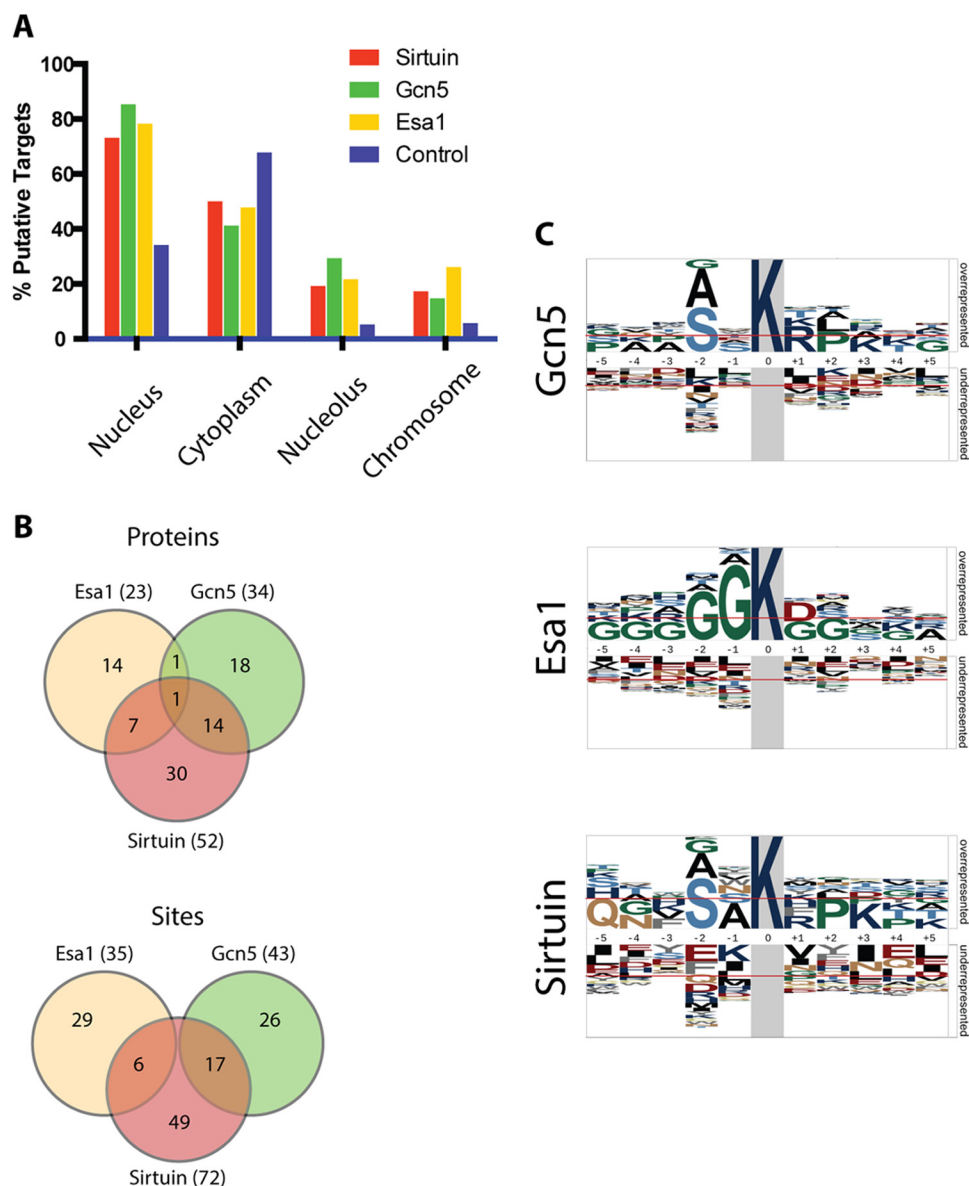 A
100
80
60
40
20
0
% Putative Targets
Sirtuin
Gcn5
Esa1
Control
Nucleus
Cytoplasm
Nucleolus
Chromosome
B
Proteins
Esa1 (23)
Gcn5 (34)
14
1
18
1
7
14
30
Sirtuin (52)
Sites
Esa1 (35)
Gcn5 (43)
29
26
6
17
49
Sirtuin (72)
C
Gcn5
G
A
S
K
R P
-5 -4 -3 -2 -1 0 +1 +2 +3 +4 +5
overrepresented
underrepresented
Esa1
K
G G G G G D G G
-5 -4 -3 -2 -1 0 +1 +2 +3 +4 +5
overrepresented
underrepresented
Sirtuin
G
A
S
K
Q N A P K
-5 -4 -3 -2 -1 0 +1 +2 +3 +4 +5
E K
overrepresented
underrepresented